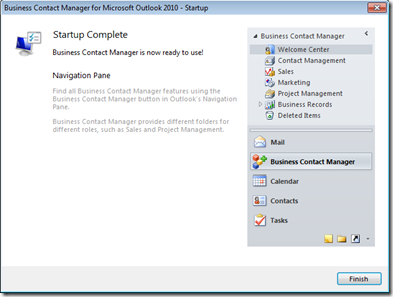 Business Contact Manager for Microsoft Outlook 2010 - Startup
Startup Complete
Business Contact Manager is now ready to use!
Navigation Pane
Find all Business Contact Manager features using the
Business Contact Manager button in Outlook's Navigation
Pane.
Business Contact Manager provides different folders for
different roles, such as Sales and Project Management.
Business Contact Manager
Welcome Center
Contact Management
Sales
Marketing
Project Management
Business Records
Deleted Items
Mail
Business Contact Manager
Calendar
Contacts
Tasks
Finish